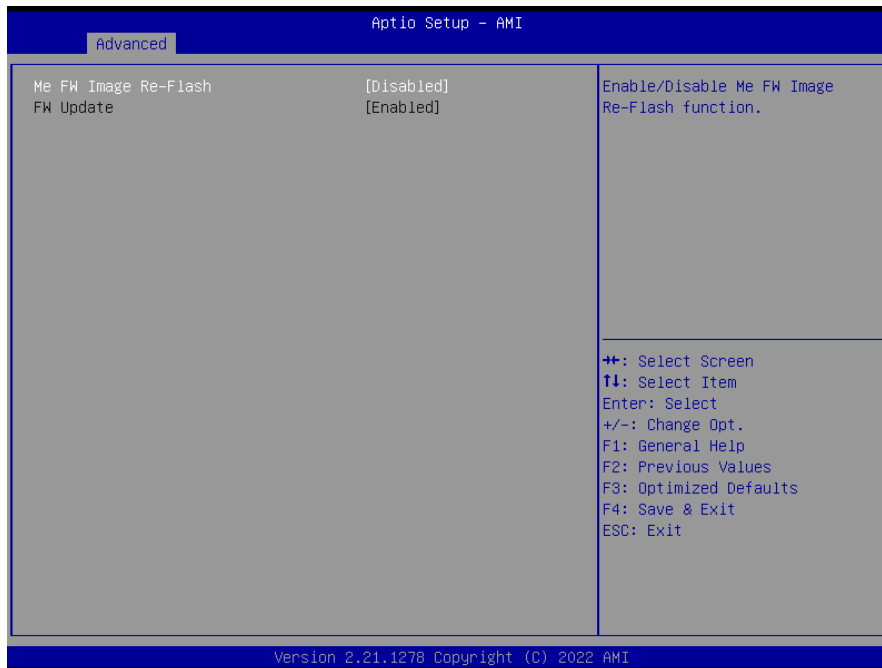 Aptio Setup – AMI
Advanced
Me FW Image Re-Flash [Disabled]
FW Update [Enabled]
Enable/Disable Me FW Image
Re-Flash function.
→←: Select Screen
↑↓: Select Item
Enter: Select
+/-: Change Opt.
F1: General Help
F2: Previous Values
F3: Optimized Defaults
F4: Save & Exit
ESC: Exit
Version 2.21.1278 Copyright (C) 2022 AMI